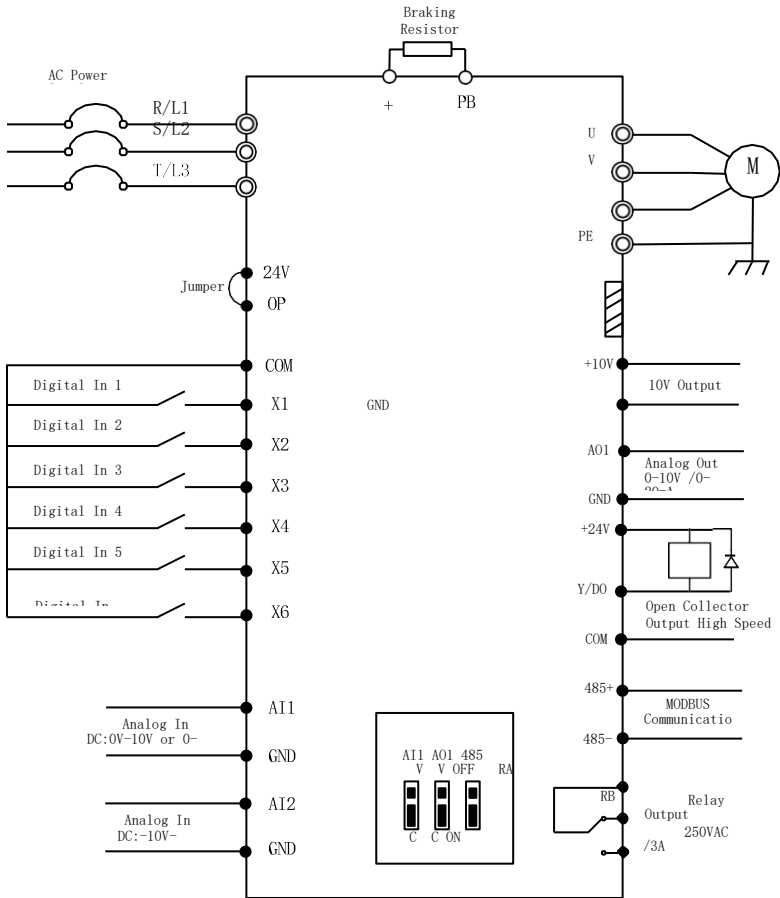 Braking
Resistor
AC Power
+
PB
R/L1
S/L2
T/L3
U
V
M
PE
24V
Jumper
OP
COM
+10V
Digital In 1
10V Output
X1
GND
Digital In 2
X2
AO1
Analog Out
0-10V /0-
Digital In 3
X3
GND
Digital In 4
X4
+24V
Digital In 5
X5
Y/DO
Digital In
X6
Open Collector
Output High Speed
COM
485+
MODBUS
Communicatio
485-
AI1
Analog In
DC:0V-10V or 0-
GND
AI1 AO1 485
V V OFF RA
C C ON
AI2
Analog In
DC:-10V-
GND
RB
Relay
Output
250VAC
/3A